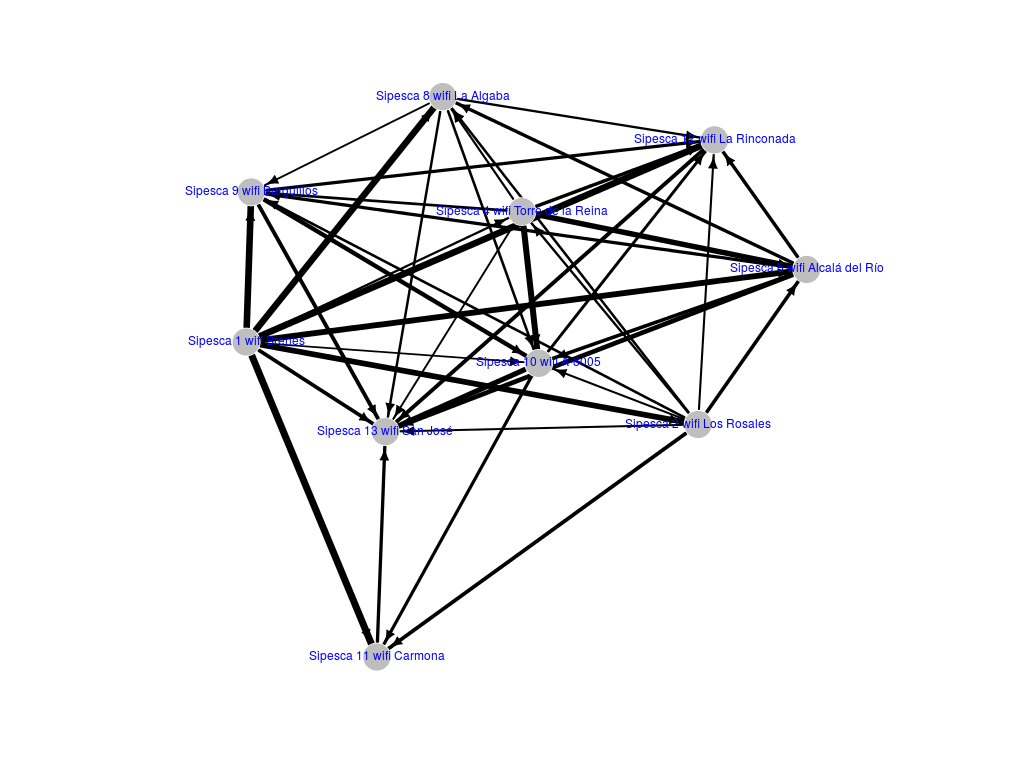 Sipesca 8 wifi La Algaba
Sipesca 12 wifi La Rinconada
Sipesca 9 wifi Burguillos
Sipesca 4 wifi Torre de la Reina
Sipesca 6 wifi Alcalá del Río
Sipesca 1 wifi Brenes
Sipesca 10 wifi A-8005
Sipesca 2 wifi Los Rosales
Sipesca 13 wifi San José
Sipesca 11 wifi Carmona